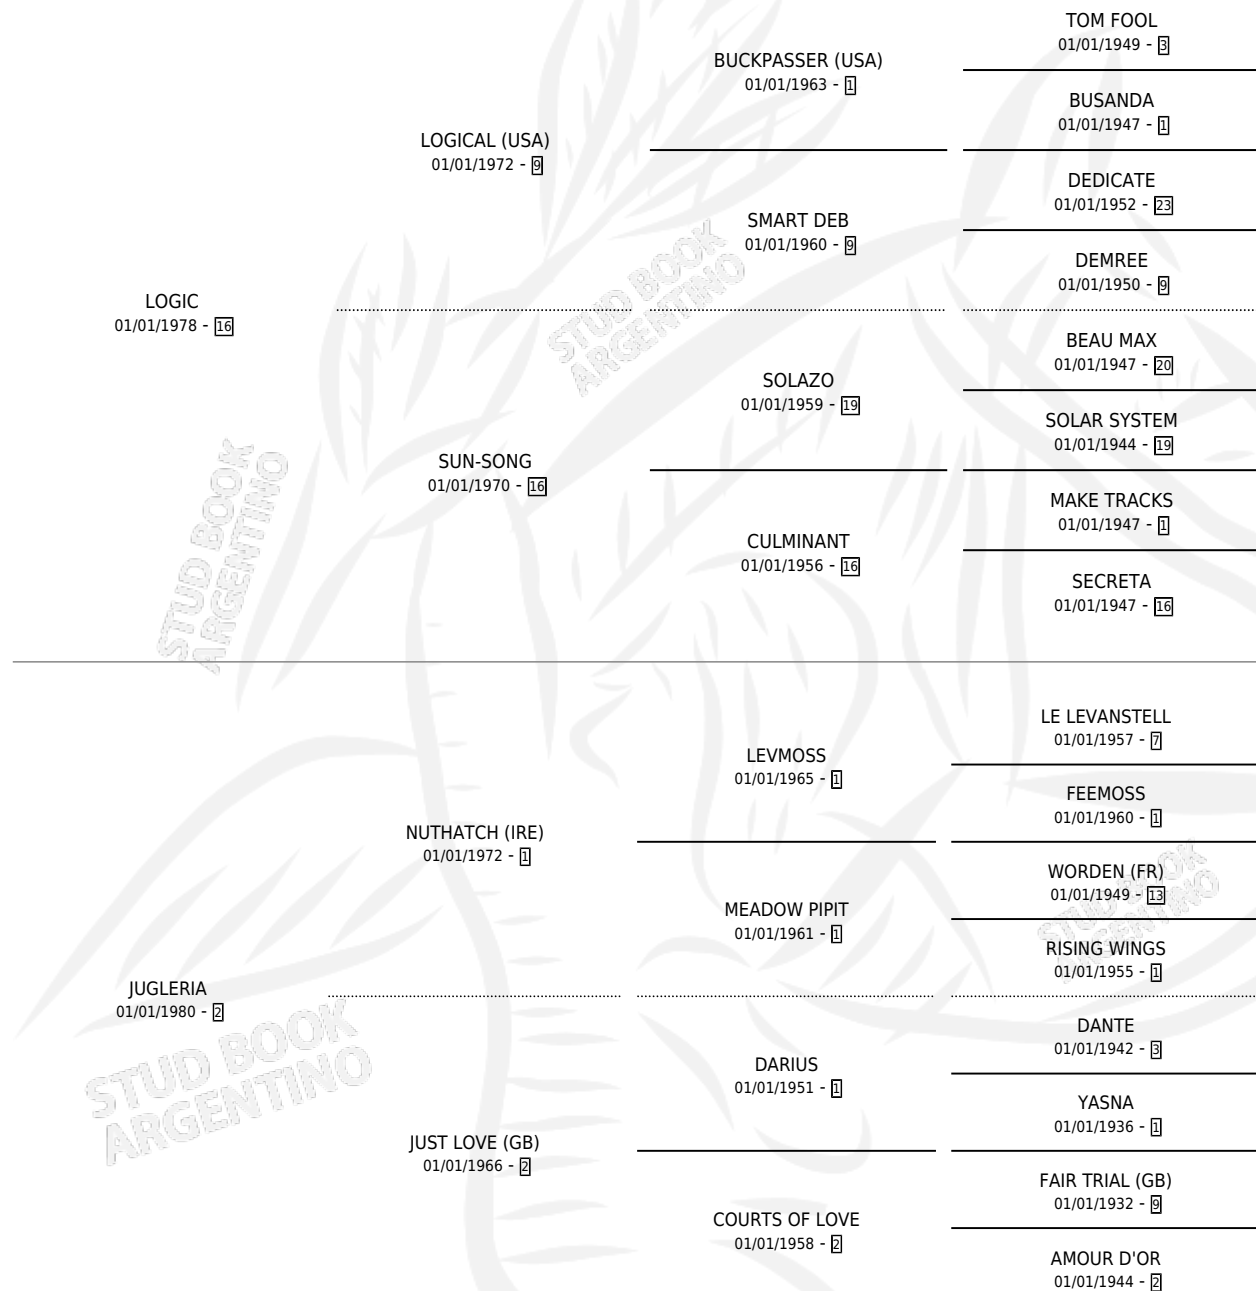 TOM FOOL
01/01/1949 - 3
BUCKPASSER (USA)
01/01/1963 - 1
BUSANDA
01/01/1947 - 1
LOGICAL (USA)
01/01/1972 - 9
DEDICATE
01/01/1952 - 23
SMART DEB
01/01/1960 - 9
DEMREE
01/01/1950 - 9
LOGIC
01/01/1978 - 16
BEAU MAX
01/01/1947 - 20
SOLAZO
01/01/1959 - 19
SOLAR SYSTEM
01/01/1944 - 19
SUN-SONG
01/01/1970 - 16
MAKE TRACKS
01/01/1947 - 1
CULMINANT
01/01/1956 - 16
SECRETA
01/01/1947 - 16
LE LEVANSTELL
01/01/1957 - 7
LEVMOSS
01/01/1965 - 1
FEEMOSS
01/01/1960 - 1
NUTHATCH (IRE)
01/01/1972 - 1
WORDEN (FR)
01/01/1949 - 13
MEADOW PIPIT
01/01/1961 - 1
RISING WINGS
01/01/1955 - 1
JUGLERIA
01/01/1980 - 2
DANTE
01/01/1942 - 3
DARIUS
01/01/1951 - 1
YASNA
01/01/1936 - 1
JUST LOVE (GB)
01/01/1966 - 2
FAIR TRIAL (GB)
01/01/1932 - 9
COURTS OF LOVE
01/01/1958 - 2
AMOUR D'OR
01/01/1944 - 2
STUD BOOK
ARGENTINO
STUD BOOK
ARGENTINO
STUD BOOK
ARGENTINO
STUD BOOK
ARGENTINO